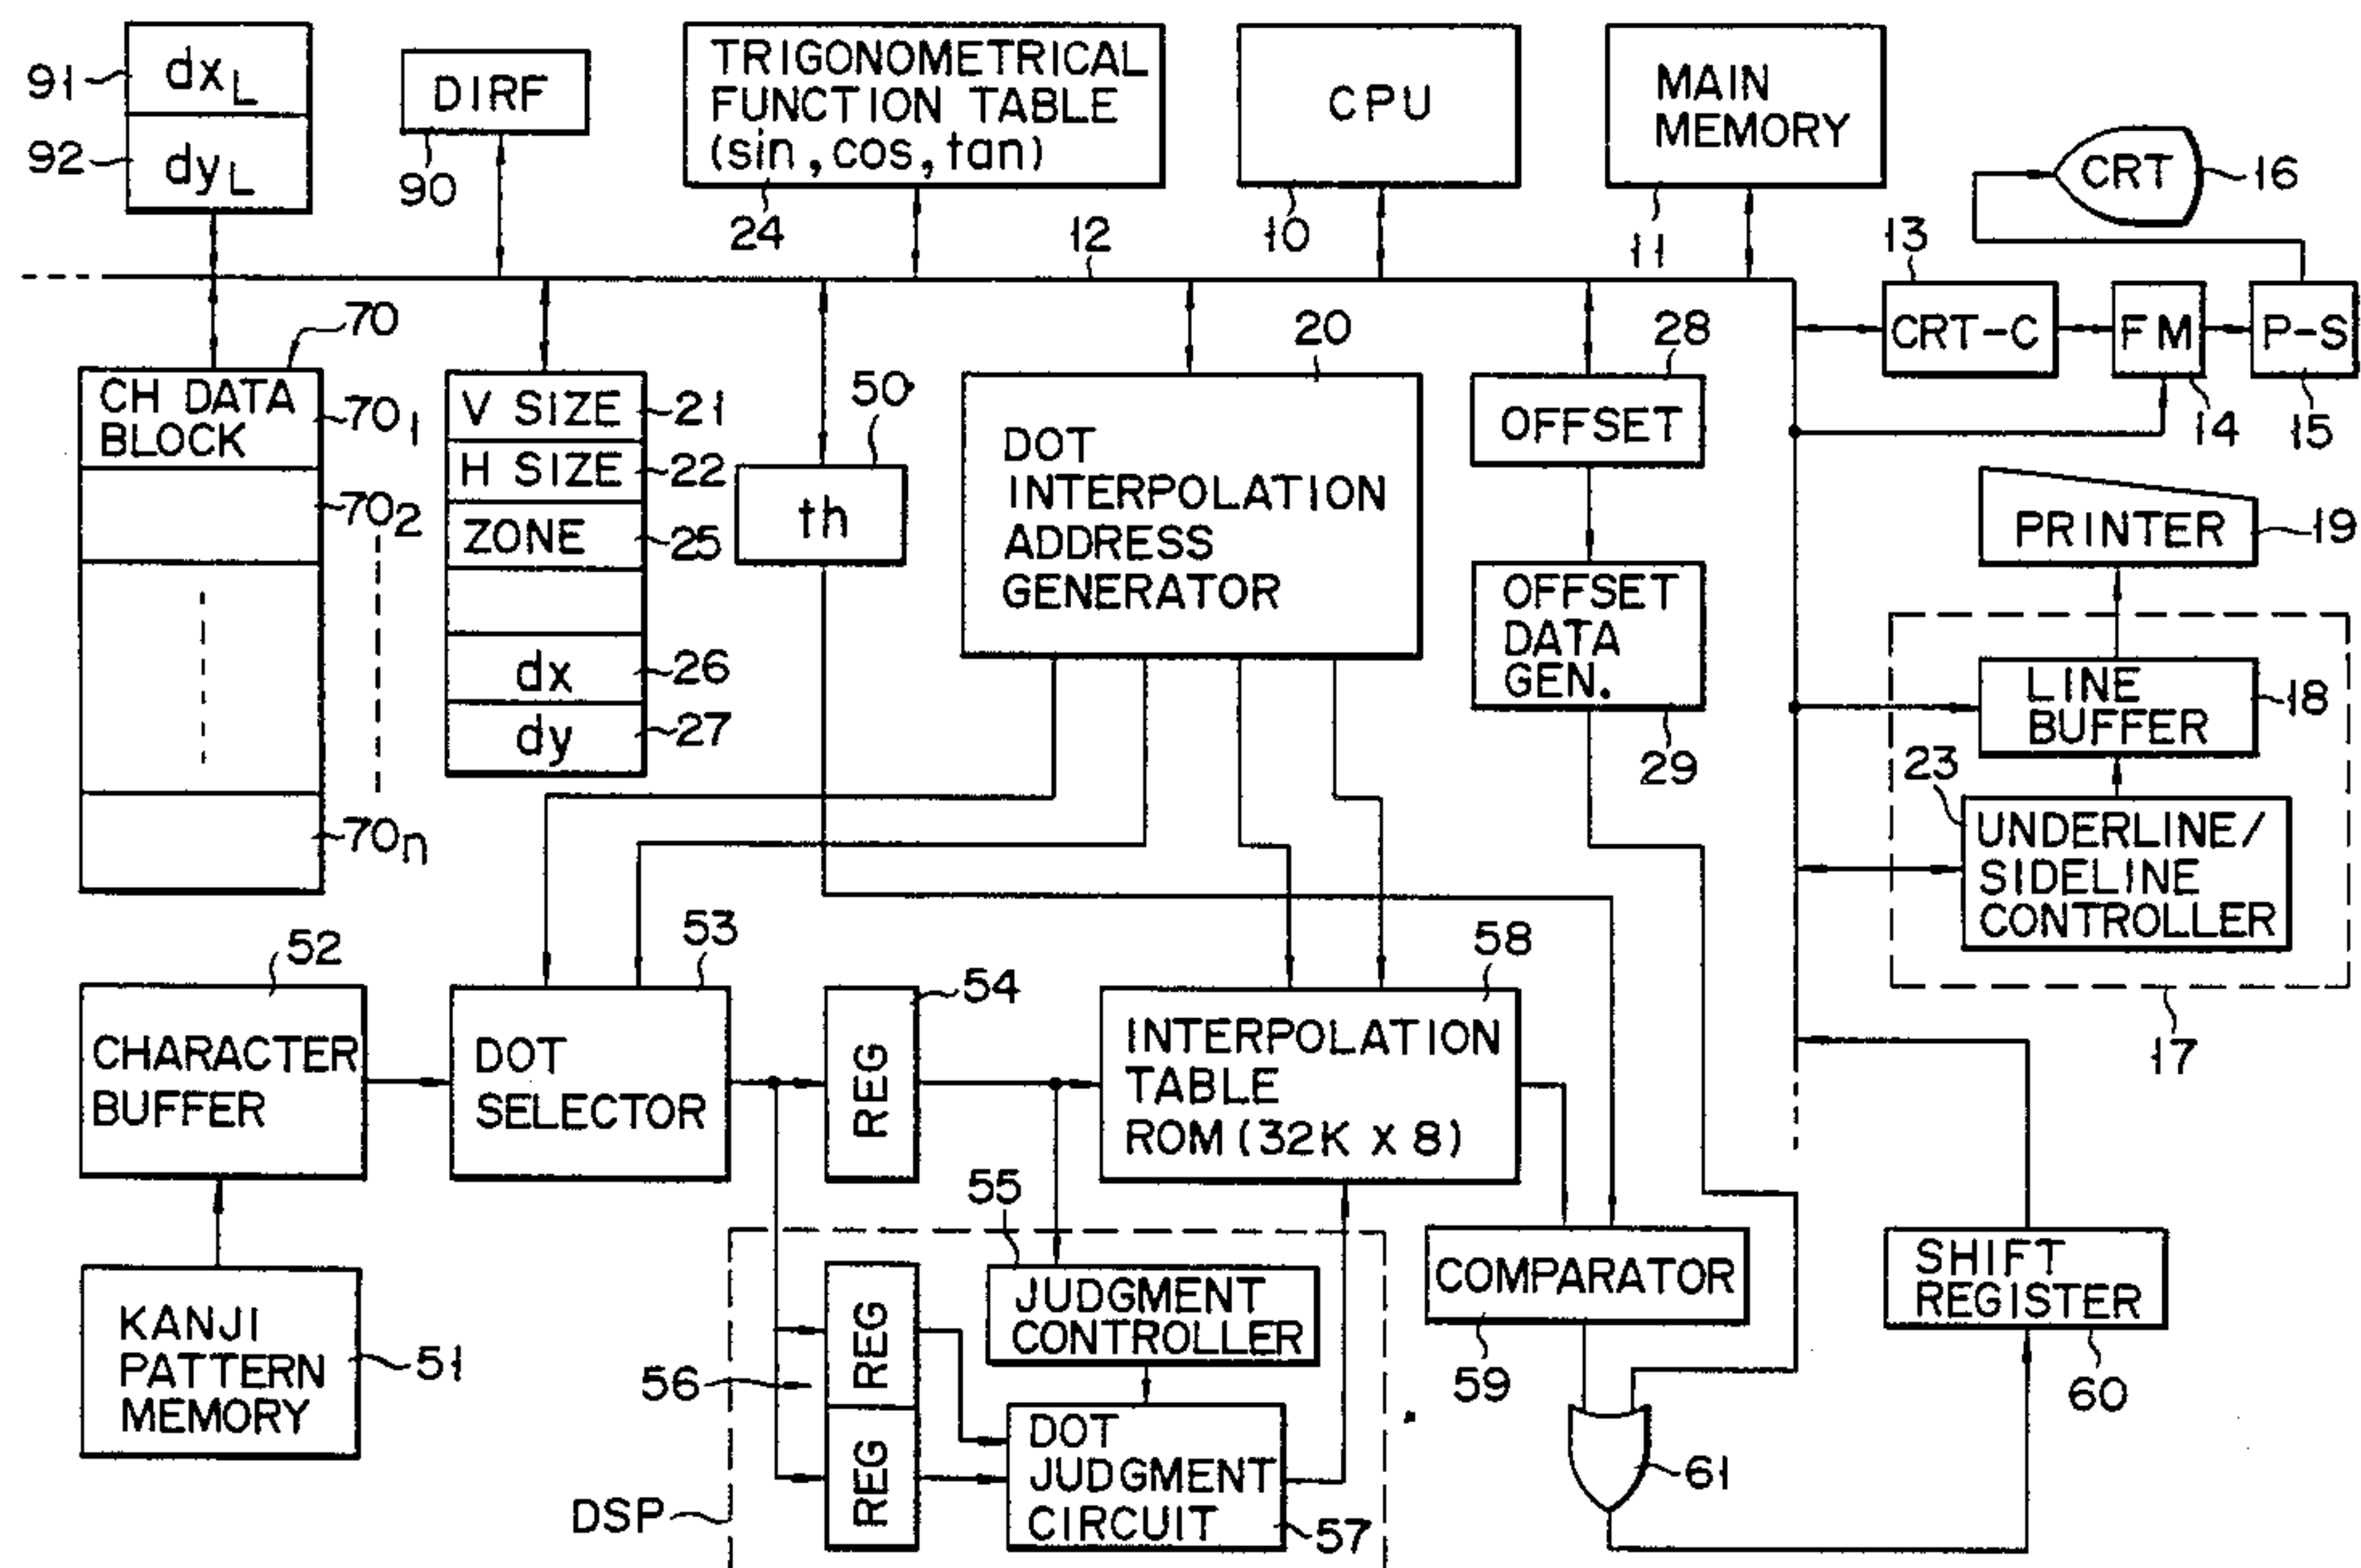 91
dxL
92
dyL
DIRF
90
TRIGONOMETRICAL
FUNCTION TABLE
(sin, cos, tan)
24
12
CPU
10
MAIN
MEMORY
11
CRT
16
13
CRT-C
FM
14
P-S
15
70
CH DATA
BLOCK
701
702
70n
V SIZE
21
H SIZE
22
ZONE
25
dx
26
dy
27
50
th
20
DOT
INTERPOLATION
ADDRESS
GENERATOR
28
OFFSET
OFFSET
DATA
GEN.
29
PRINTER
19
LINE
BUFFER
18
23
UNDERLINE/
SIDELINE
CONTROLLER
17
52
CHARACTER
BUFFER
53
DOT
SELECTOR
54
REG
58
INTERPOLATION
TABLE
ROM (32K X 8)
KANJI
PATTERN
MEMORY
51
55
JUDGMENT
CONTROLLER
56
REG
REG
DOT
JUDGMENT
CIRCUIT
57
DSP
COMPARATOR
59
61
SHIFT
REGISTER
60